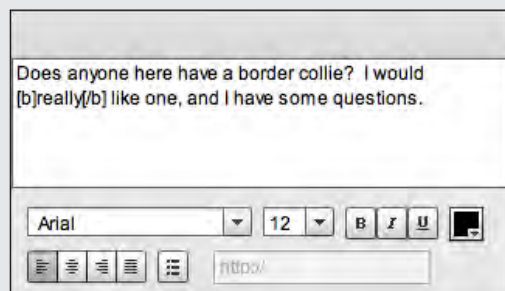 Does anyone here have a border collie?  I would
[b]really[/b] like one, and I have some questions.
Arial 12 B I U
http:/